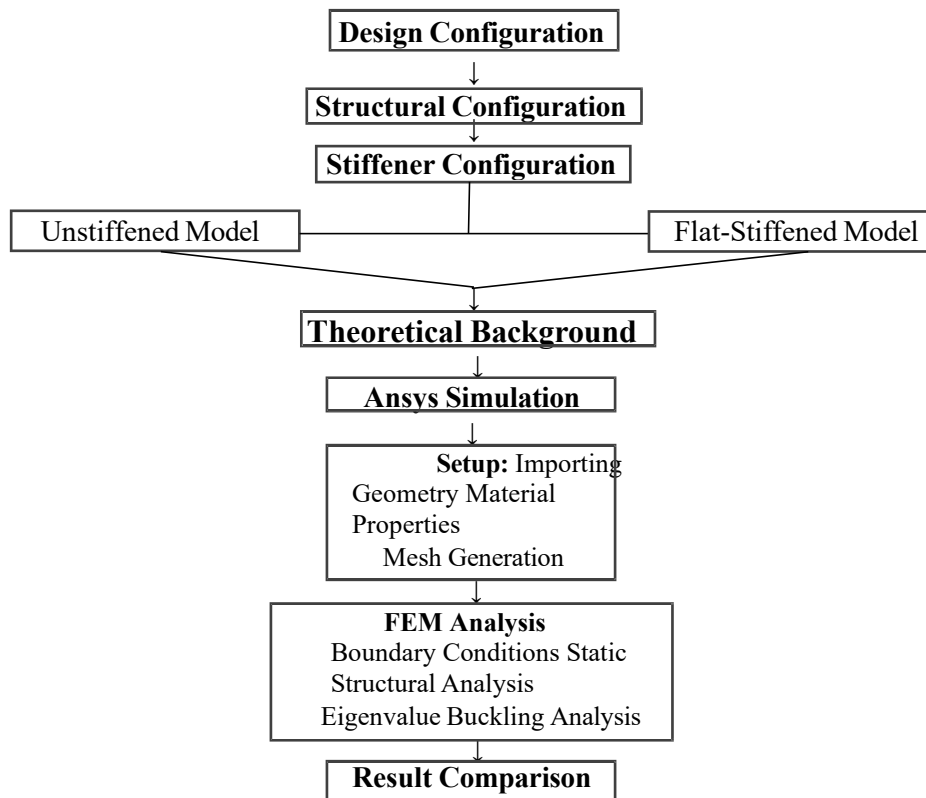 Design Configuration
↓
Structural Configuration
↓
Stiffener Configuration
Unstiffened Model
Flat-Stiffened Model
↓
Theoretical Background
↓
Ansys Simulation
↓
Setup: Importing
Geometry Material
Properties
Mesh Generation
↓
FEM Analysis
Boundary Conditions Static
Structural Analysis
Eigenvalue Buckling Analysis
↓
Result Comparison